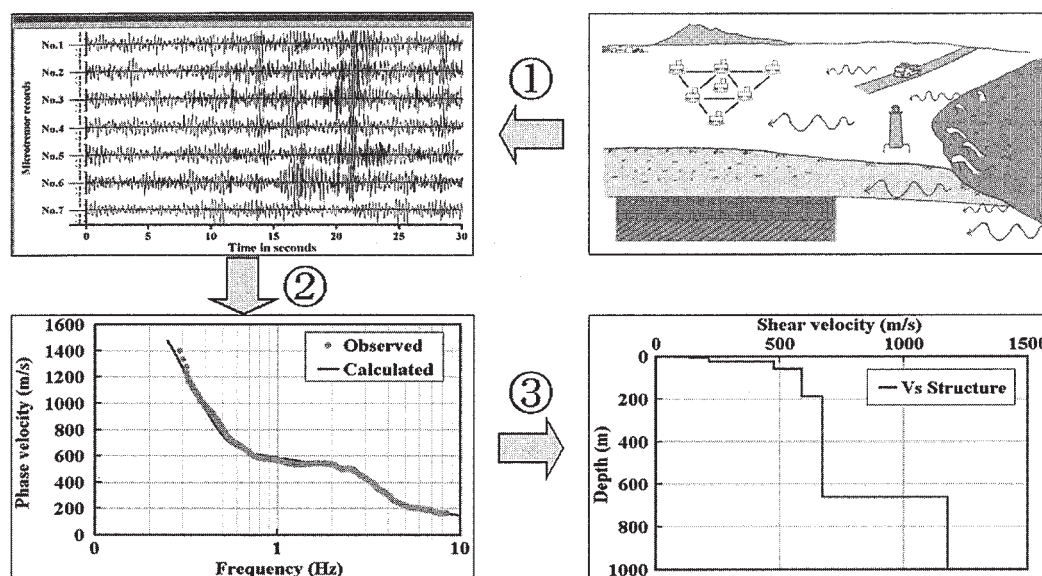 Microtremor records
No.1
No.2
No.3
No.4
No.5
No.6
No.7
0 5 10 15 20 25 30
Time in seconds
①
②
Phase velocity (m/s)
1600
1400
1200
1000
800
600
400
200
0
Observed
Calculated
0 1 10
Frequency (Hz)
③
Shear velocity (m/s)
0 500 1000 1500
Depth (m)
0
200
400
600
800
1000
Vs Structure